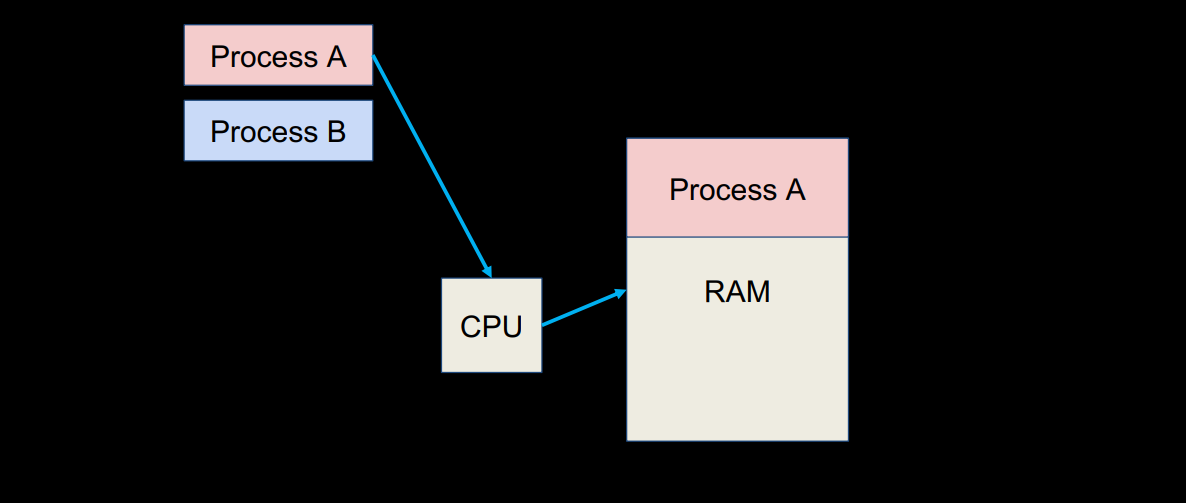 Process A
Process B
Process A
RAM
CPU